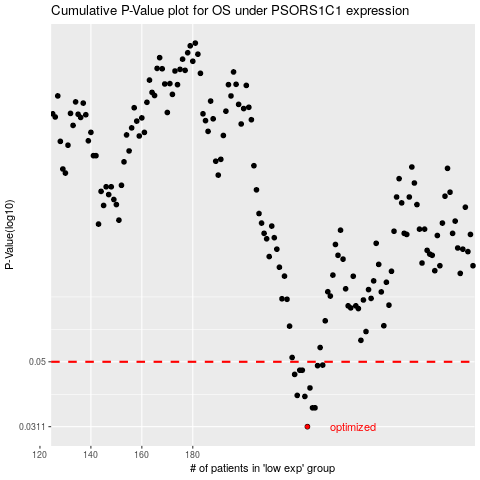 Cumulative P-Value plot for OS under PSORS1C1 expression
P-Value(log10)
0.05
0.0311
optimized
120 140 160 180
# of patients in 'low exp' group